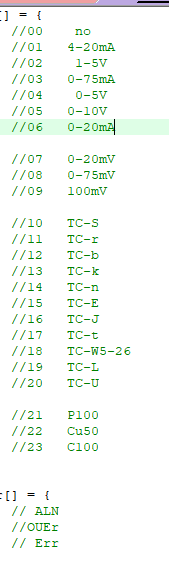 [] = {
//00 no
//01 4-20mA
//02 1-5V
//03 0-75mA
//04 0-5V
//05 0-10V
//06 0-20mA
//07 0-20mV
//08 0-75mV
//09 100mV
//10 TC-S
//11 TC-r
//12 TC-b
//13 TC-k
//14 TC-n
//15 TC-E
//16 TC-J
//17 TC-t
//18 TC-W5-26
//19 TC-L
//20 TC-U
//21 P100
//22 Cu50
//23 C100
r[] = {
// ALN
//OUEr
// Err